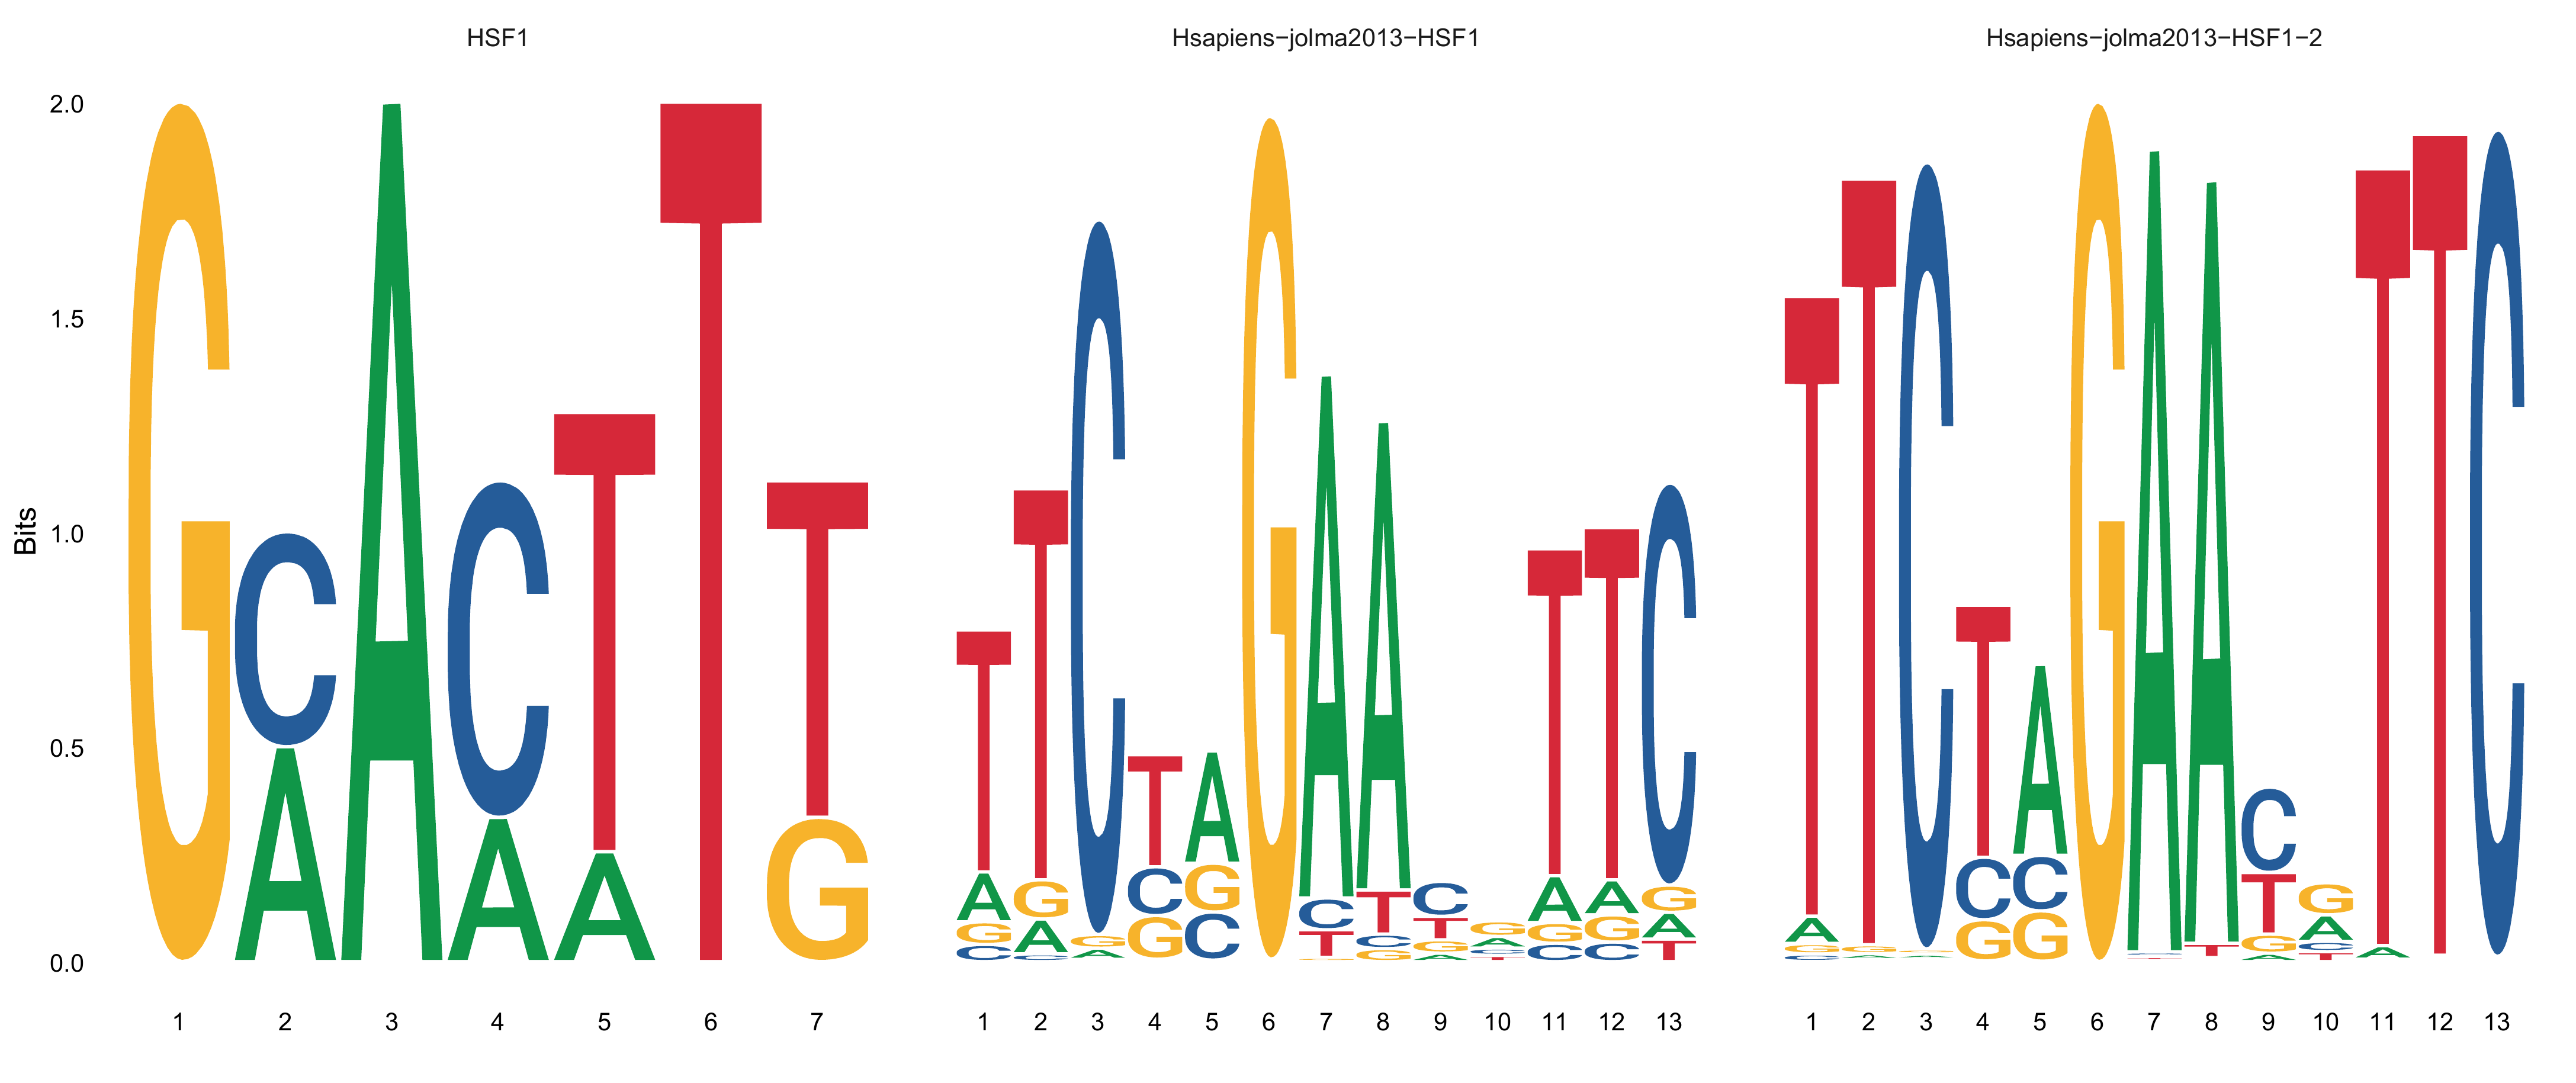 HSF1 Hsapiens−jolma2013−HSF1 Hsapiens−jolma2013−HSF1−2
2.0
1.5
1.0
0.5
0.0
Bits
G C A A C A T A T T G
T A G C T G A C C G A T C G A G C G A C T A T C G C T G A G A C T T A G C T A G C C G A T
T A G C T G A C G A T C G A C G G A C T A T C T G A G A C T T A T C
1 2 3 4 5 6 7 1 2 3 4 5 6 7 8 9 10 11 12 13 1 2 3 4 5 6 7 8 9 10 11 12 13